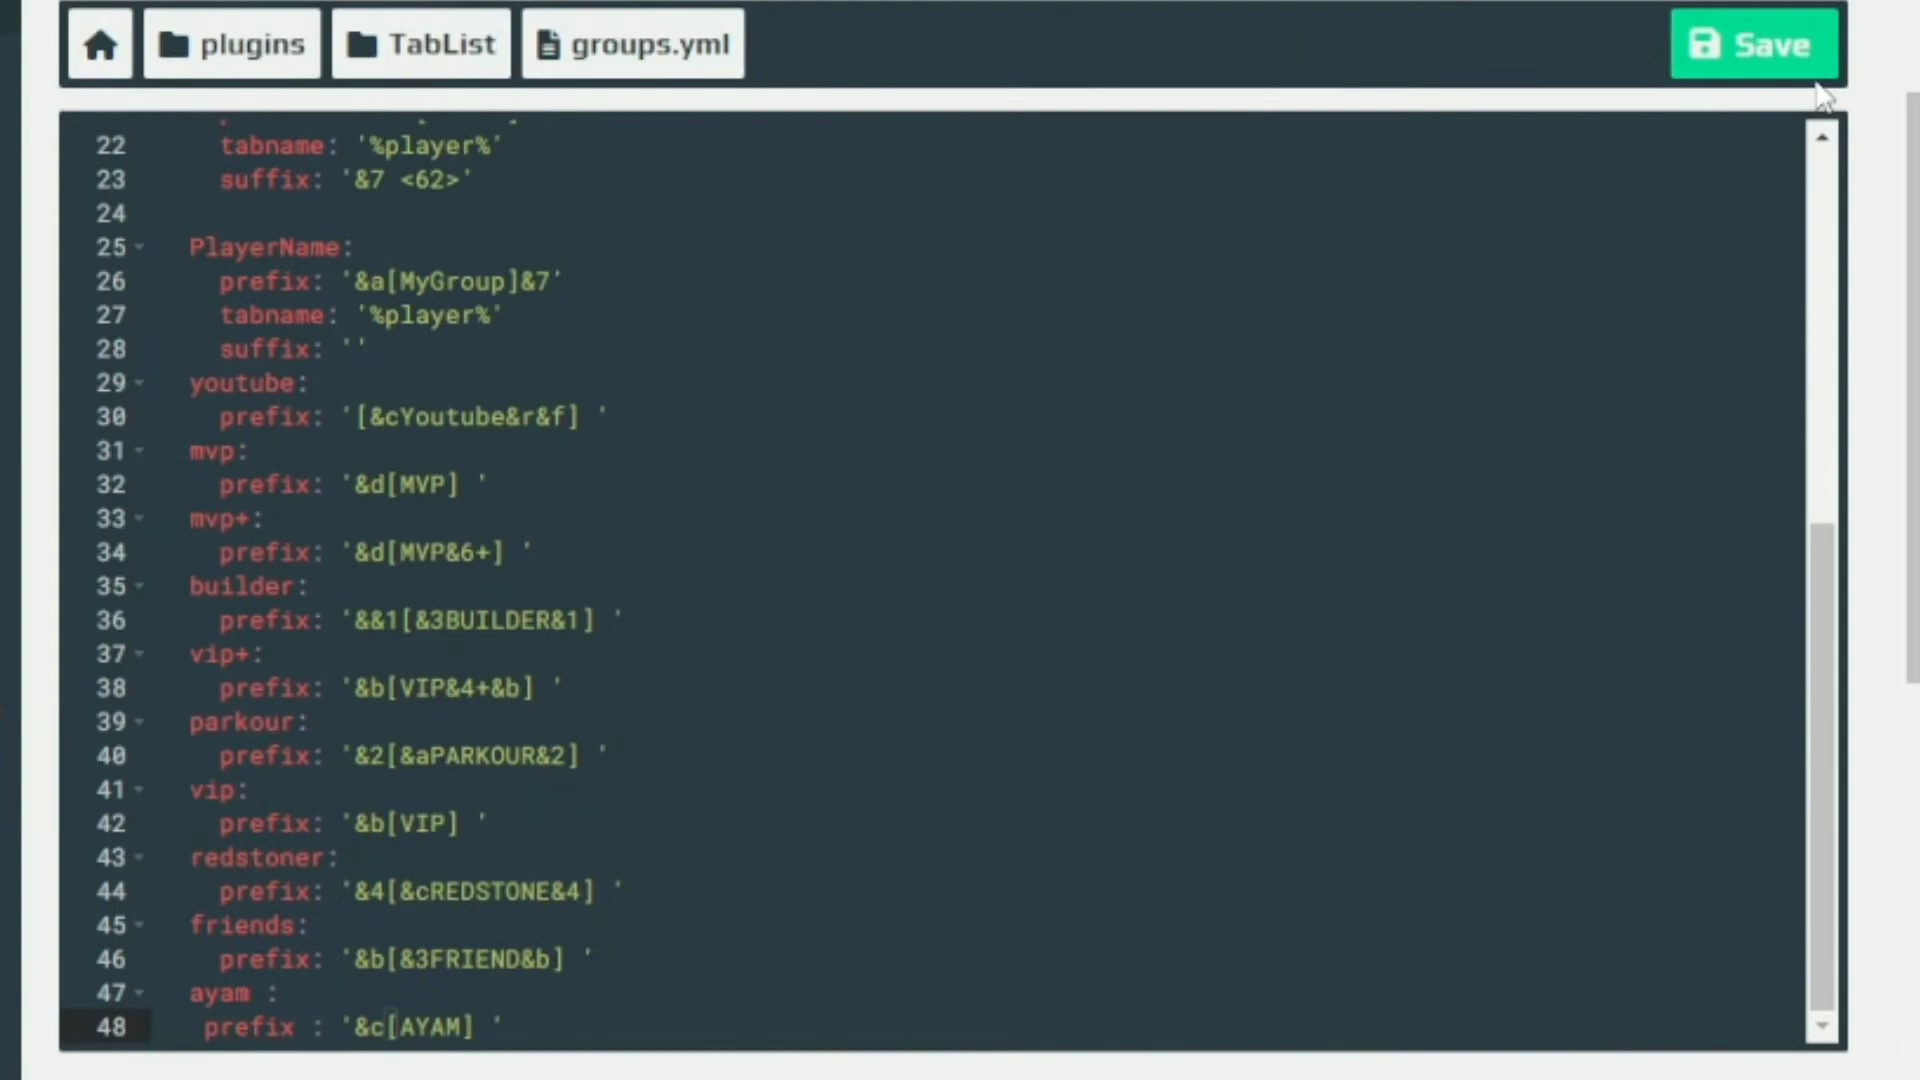 plugins TabList groups.yml Save
22 tabname: '%player%'
23 suffix: '&7 <62>'
24
25 PlayerName:
26 prefix: '&a[MyGroup]&7'
27 tabname: '%player%'
28 suffix: ''
29 youtube:
30 prefix: '[&cYoutube&r&f] '
31 mvp:
32 prefix: '&d[MVP] '
33 mvp+:
34 prefix: '&d[MVP&6+] '
35 builder:
36 prefix: '&&1[&3BUILDER&1] '
37 vip+:
38 prefix: '&b[VIP&4+&b] '
39 parkour:
40 prefix: '&2[&aPARKOUR&2] '
41 vip:
42 prefix: '&b[VIP] '
43 redstoner:
44 prefix: '&4[&cREDSTONE&4] '
45 friends:
46 prefix: '&b[&3FRIEND&b] '
47 ayam :
48 prefix : '&c[AYAM] '